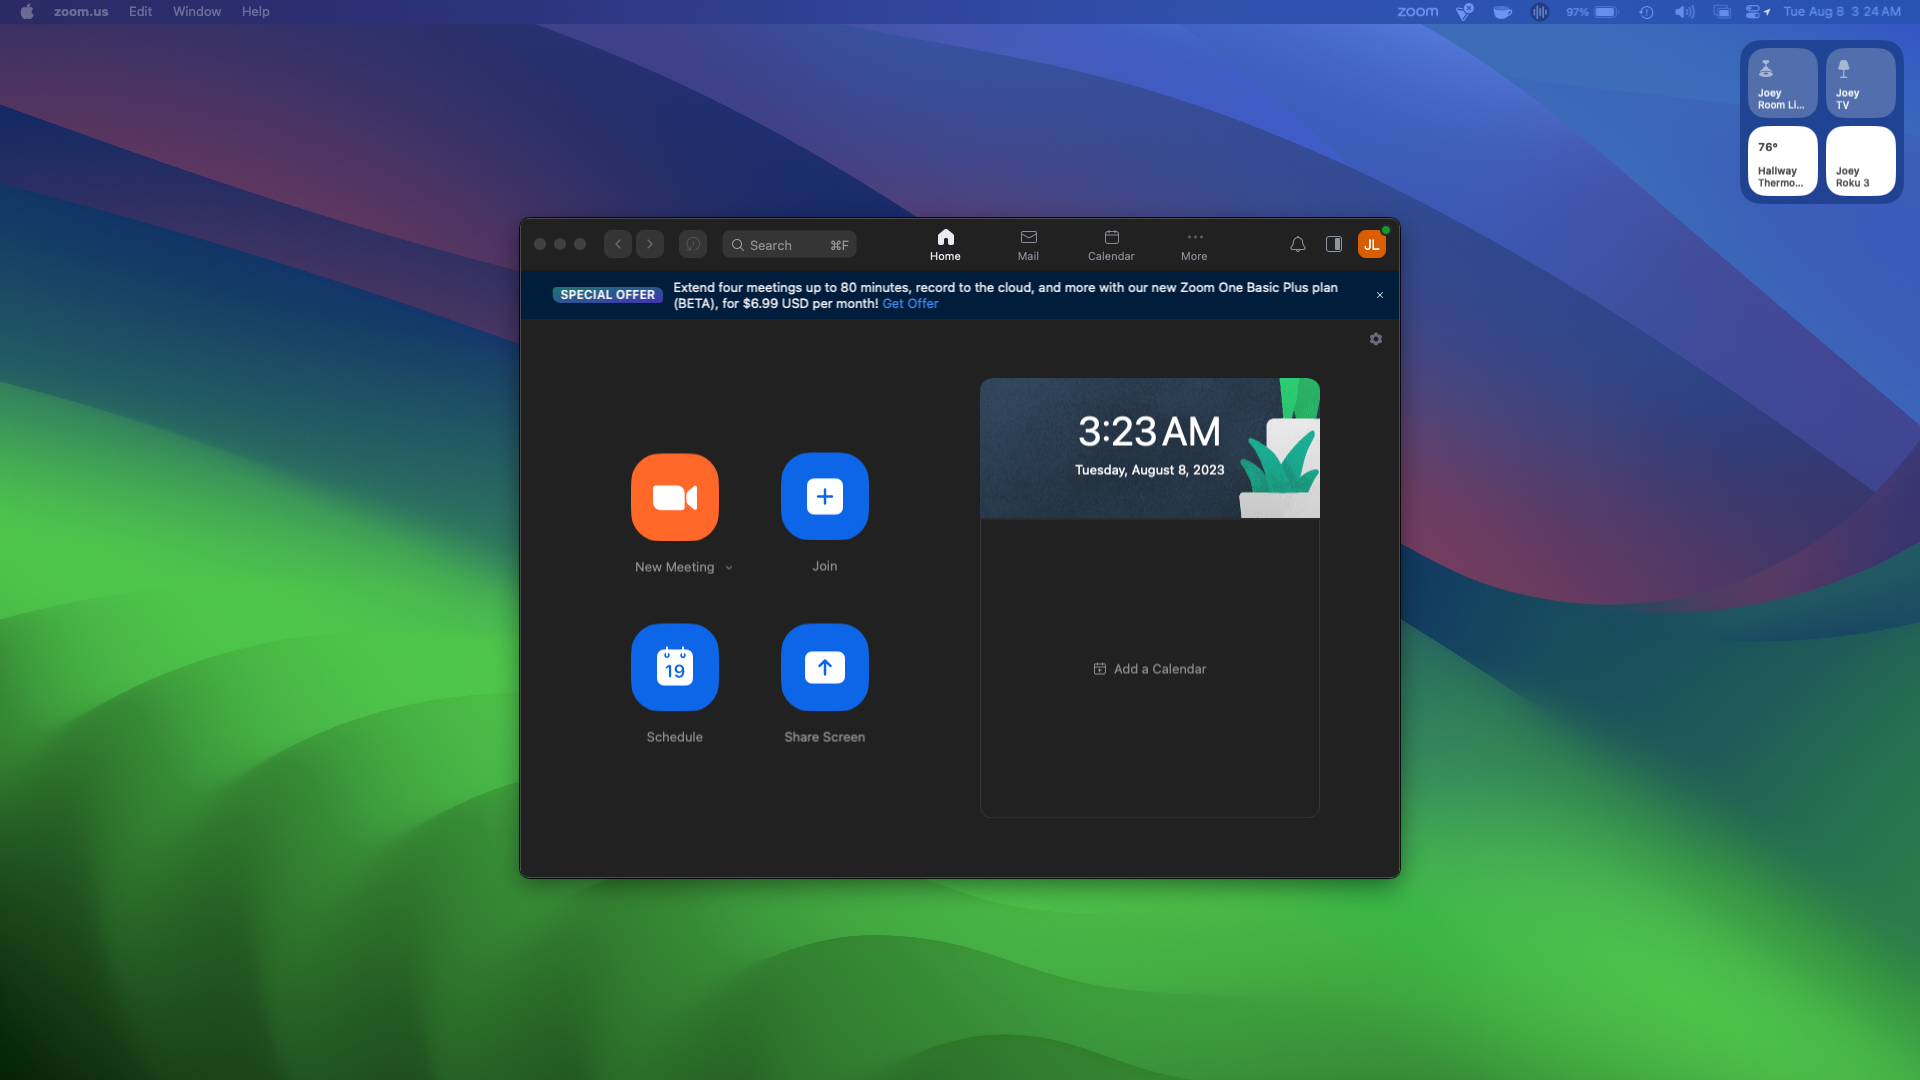 zoom.us Edit Window Help
zoom 97% Tue Aug 8 3 24 AM
Joey
Room Li...
Joey
TV
76°
Hallway
Thermo...
Joey
Roku 3
Search ⌘F
Home
Mail
Calendar
More
JL
SPECIAL OFFER
Extend four meetings up to 80 minutes, record to the cloud, and more with our new Zoom One Basic Plus plan
(BETA), for $6.99 USD per month! Get Offer
3:23 AM
Tuesday, August 8, 2023
New Meeting
Join
19
Schedule
Share Screen
Add a Calendar